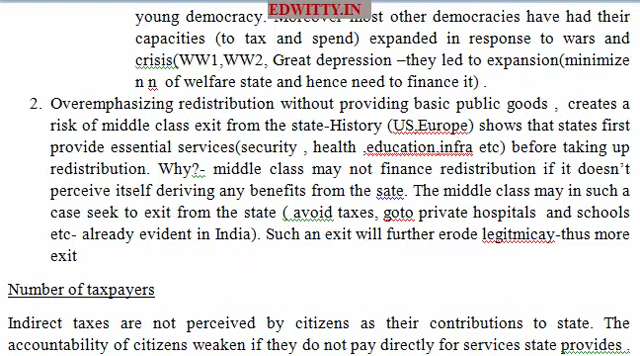 EDWITTY.IN
young democracy. Moreover most other democracies have had their
capacities (to tax and spend) expanded in response to wars and
crisis(WW1,WW2, Great depression –they led to expansion(minimize
n n of welfare state and hence need to finance it) .
2. Overemphasizing redistribution without providing basic public goods , creates a
risk of middle class exit from the state-History (US,Europe) shows that states first
provide essential services(security , health ,education.infra etc) before taking up
redistribution. Why?- middle class may not finance redistribution if it doesn’t
perceive itself deriving any benefits from the sate. The middle class may in such a
case seek to exit from the state ( avoid taxes, goto private hospitals and schools
etc- already evident in India). Such an exit will further erode legitmicay-thus more
exit
Number of taxpayers
Indirect taxes are not perceived by citizens as their contributions to state. The
accountability of citizens weaken if they do not pay directly for services state provides .